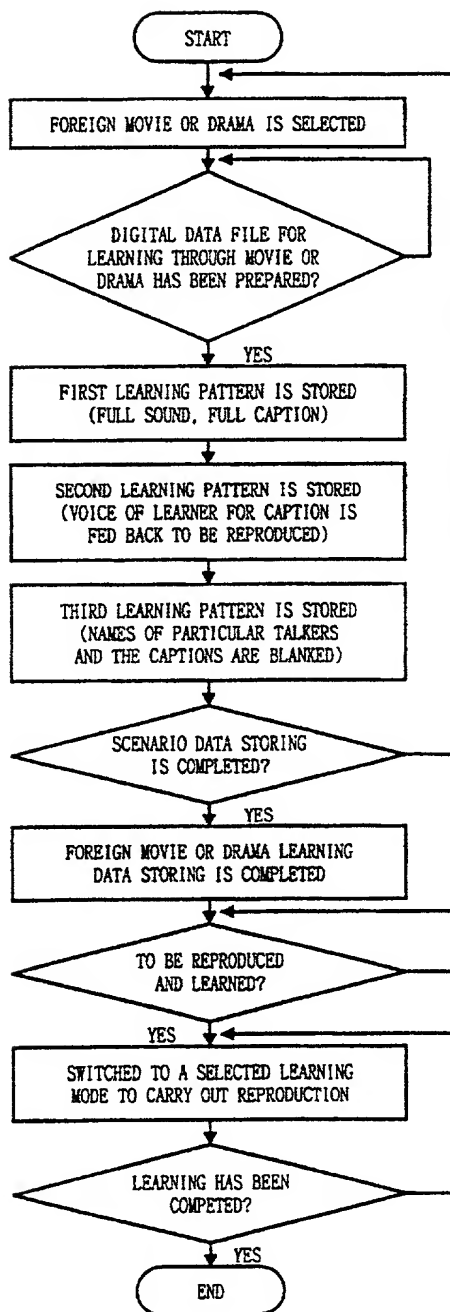 START
FOREIGN MOVIE OR DRAMA IS SELECTED
DIGITAL DATA FILE FOR
LEARNING THROUGH MOVIE OR
DRAMA HAS BEEN PREPARED?
YES
FIRST LEARNING PATTERN IS STORED
(FULL SOUND, FULL CAPTION)
SECOND LEARNING PATTERN IS STORED
(VOICE OF LEARNER FOR CAPTION IS
FED BACK TO BE REPRODUCED)
THIRD LEARNING PATTERN IS STORED
(NAMES OF PARTICULAR TALKERS
AND THE CAPTIONS ARE BLANKED)
SCENARIO DATA STORING
IS COMPLETED?
YES
FOREIGN MOVIE OR DRAMA LEARNING
DATA STORING IS COMPLETED
TO BE REPRODUCED
AND LEARNED?
YES
SWITCHED TO A SELECTED LEARNING
MODE TO CARRY OUT REPRODUCTION
LEARNING HAS BEEN
COMPETED?
YES
END